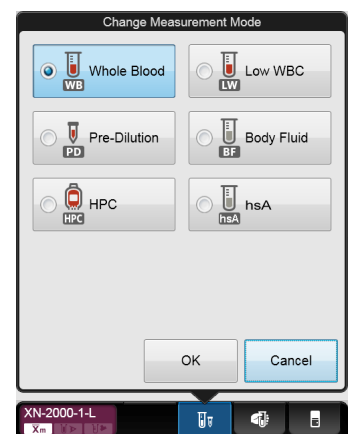 Change Measurement Mode
Whole Blood
WB
Low WBC
LW
Pre-Dilution
PD
Body Fluid
BF
HPC
HPC
hsA
hsA
OK
Cancel
XN-2000-1-L
Xm